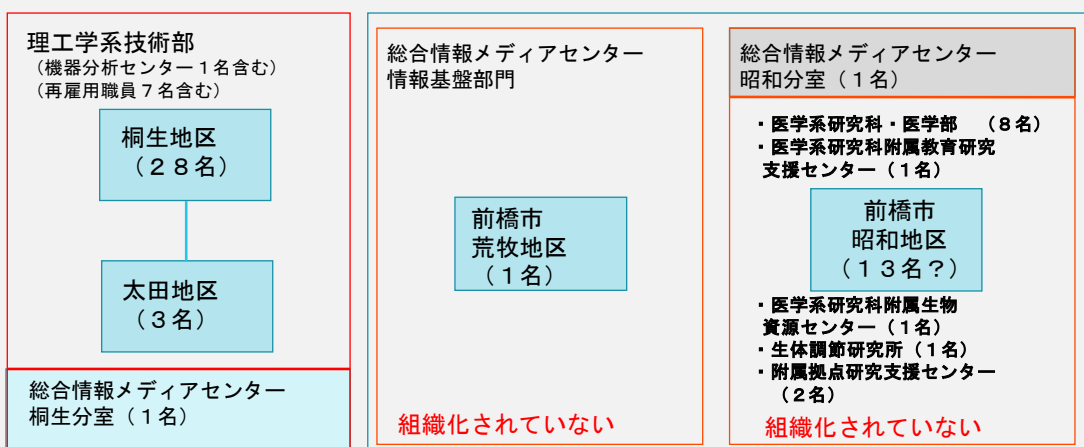 理工学系技術部
（機器分析センター１名含む）
（再雇用職員７名含む）
桐生地区
（２８名）
太田地区
（３名）
総合情報メディアセンター
桐生分室（１名）
総合情報メディアセンター
情報基盤部門
前橋市
荒牧地区
（１名）
組織化されていない
総合情報メディアセンター
昭和分室（１名）
・医学系研究科・医学部　（８名）
・医学系研究科附属教育研究
支援センター（１名）
前橋市
昭和地区
（１３名？）
・医学系研究科附属生物
資源センター（１名）
・生体調節研究所（１名）
・附属拠点研究支援センター
（２名）
組織化されていない